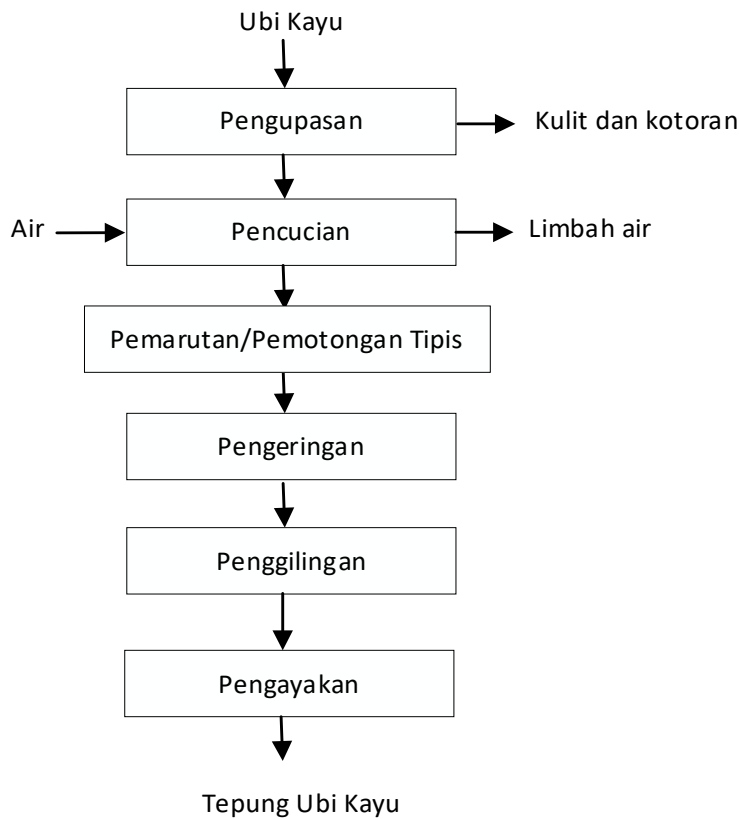 Ubi Kayu
Pengupasan
Kulit dan kotoran
Air
Pencucian
Limbah air
Pemarutan/Pemotongan Tipis
Pengeringan
Penggilingan
Pengayakan
Tepung Ubi Kayu